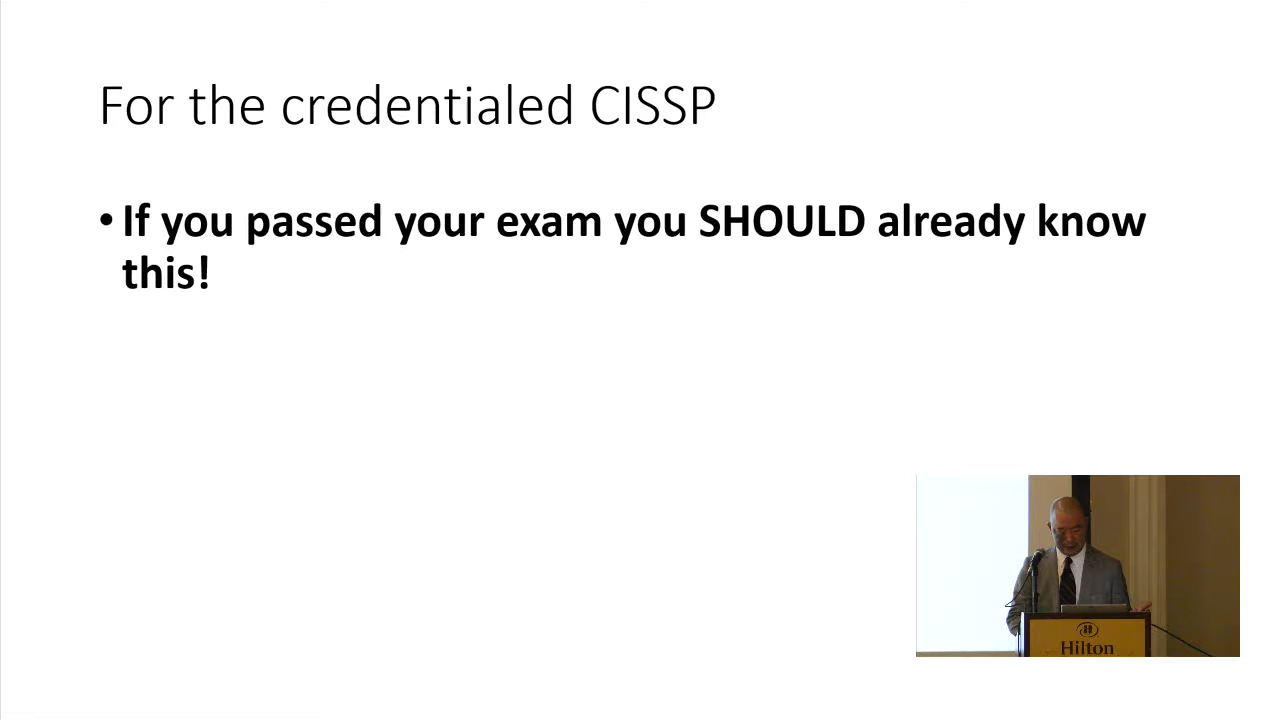 For the credentialed CISSP
• If you passed your exam you SHOULD already know
this!
Hilton